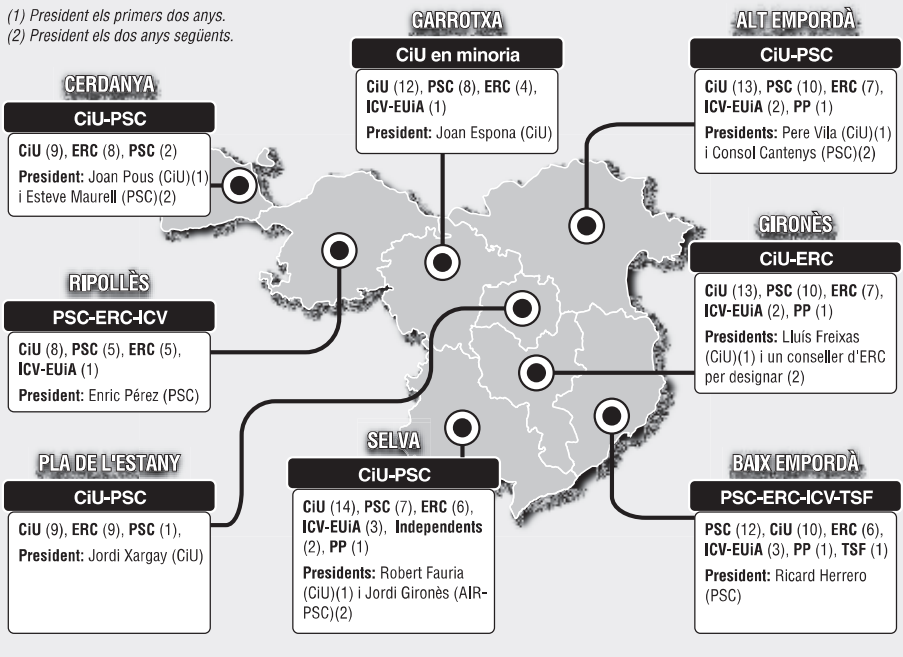 (1) President els primers dos anys.
(2) President els dos anys següents.
CERDANYA
CiU-PSC
CiU (9), ERC (8), PSC (2)
President: Joan Pous (CiU)(1)
i Esteve Maurell (PSC)(2)
GARROTXA
CiU en minoria
CiU (12), PSC (8), ERC (4),
ICV-EUiA (1)
President: Joan Espona (CiU)
ALT EMPORDÀ
CiU-PSC
CiU (13), PSC (10), ERC (7),
ICV-EUiA (2), PP (1)
Presidents: Pere Vila (CiU)(1)
i Consol Cantenys (PSC)(2)
RIPOLLÈS
PSC-ERC-ICV
CiU (8), PSC (5), ERC (5),
ICV-EUiA (1)
President: Enric Pérez (PSC)
GIRONÈS
CiU-ERC
CiU (13), PSC (10), ERC (7),
ICV-EUiA (2), PP (1)
Presidents: Lluís Freixas
(CiU)(1) i un conseller d'ERC
per designar (2)
PLA DE L'ESTANY
CiU-PSC
CiU (9), ERC (9), PSC (1),
President: Jordi Xargay (CiU)
SELVA
CiU-PSC
CiU (14), PSC (7), ERC (6),
ICV-EUiA (3), Independents
(2), PP (1)
Presidents: Robert Fauria
(CiU)(1) i Jordi Gironès (AIR-
PSC)(2)
BAIX EMPORDÀ
PSC-ERC-ICV-TSF
PSC (12), CiU (10), ERC (6),
ICV-EUiA (3), PP (1), TSF (1)
President: Ricard Herrero
(PSC)